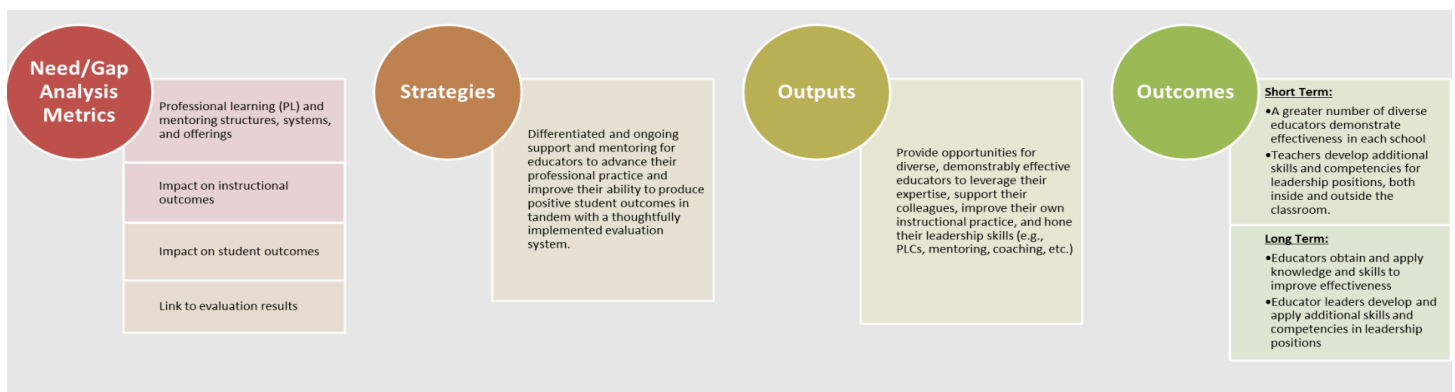 Need/Gap
Analysis
Metrics
Professional learning (PL) and
mentoring structures, systems,
and offerings
Impact on instructional
outcomes
Impact on student outcomes
Link to evaluation results
Strategies
Differentiated and ongoing
support and mentoring for
educators to advance their
professional practice and
improve their ability to produce
positive student outcomes in
tandem with a thoughtfully
implemented evaluation
system.
Outputs
Provide opportunities for
diverse, demonstrably effective
educators to leverage their
expertise, support their
colleagues, improve their own
instructional practice, and hone
their leadership skills (e.g.,
PLCs, mentoring, coaching, etc.)
Outcomes
Short Term:
•A greater number of diverse
educators demonstrate
effectiveness in each school
•Teachers develop additional
skills and competencies for
leadership positions, both
inside and outside the
classroom.
Long Term:
•Educators obtain and apply
knowledge and skills to
improve effectiveness
•Educator leaders develop and
apply additional skills and
competencies in leadership
positions